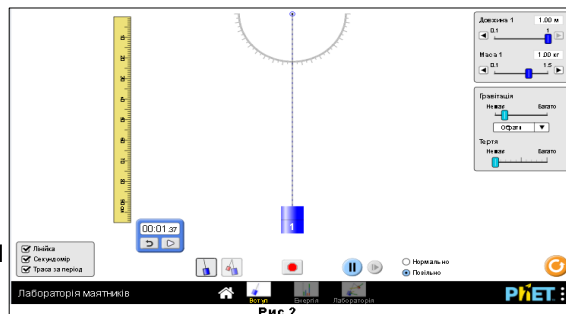 Довжина 1 1.00 м
0.1 1
Маса 1 1.00 кг
0.1 1.5
Гравітація
Немає Багато
Обрати
Тертя
Немає Багато
1
00:01.37
Лінійка
Секундомір
Траса за період
Нормально
Повільно
Лабораторія маятників
Вступ
Енергія
Лабораторія
PhET
Рис 2